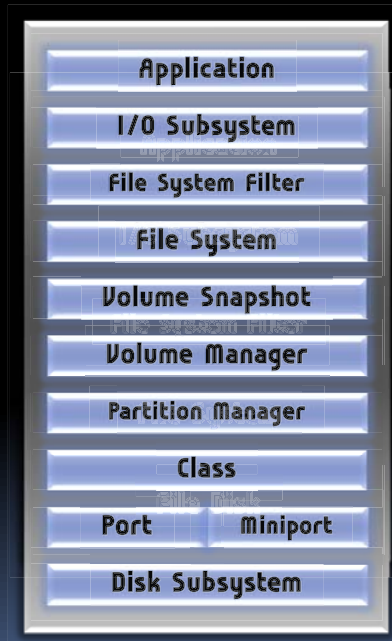 Application
I/O Subsystem
File System Filter
File System
Volume Snapshot
Volume Manager
Partition Manager
Class
Port Miniport
Disk Subsystem